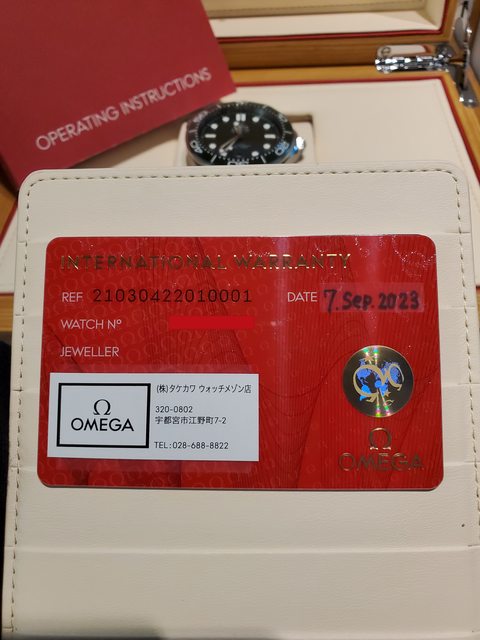 OPERATING INSTRUCTIONS
INTERNATIONAL WARRANTY
REF 21030422010001 DATE 7. Sep. 2023
WATCH Nº
JEWELLER
Ω
OMEGA
(株)タケカワ ウォッチメゾン店
320-0802
宇都宮市江野町7-2
TEL:028-688-8822
Ω
OMEGA